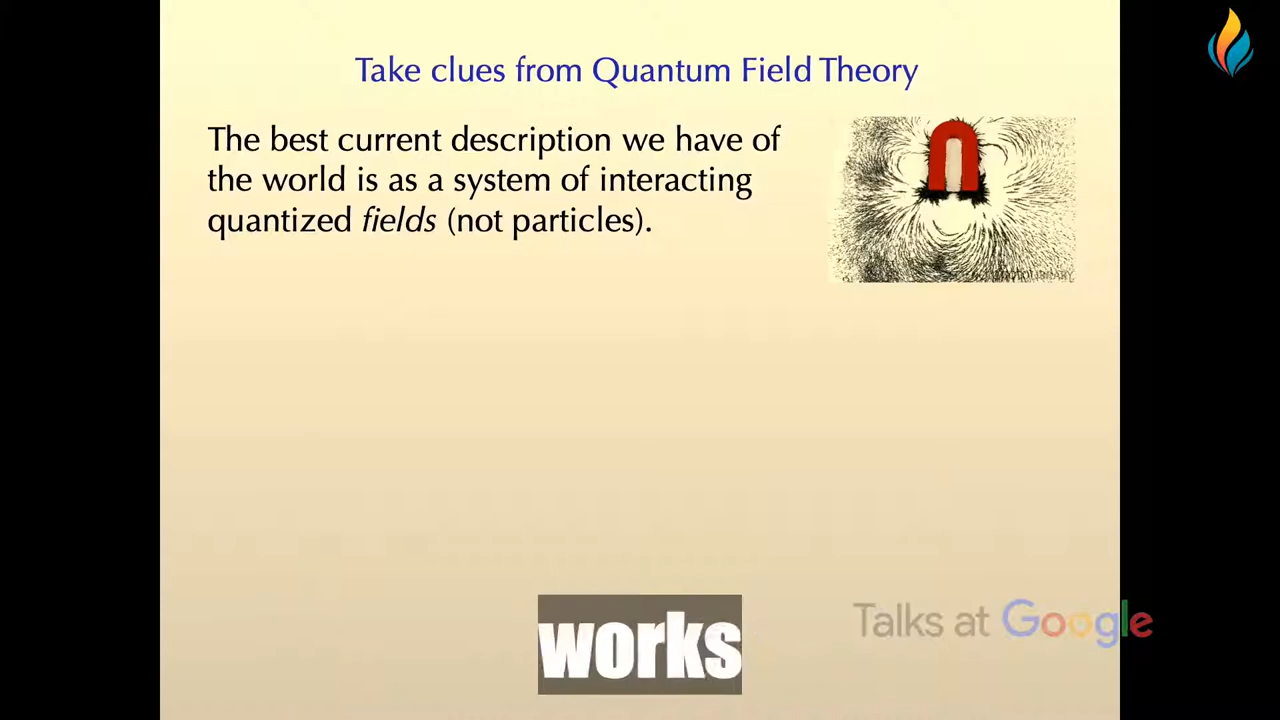 Take clues from Quantum Field Theory
The best current description we have of
the world is as a system of interacting
quantized fields (not particles).
works
Talks at Google